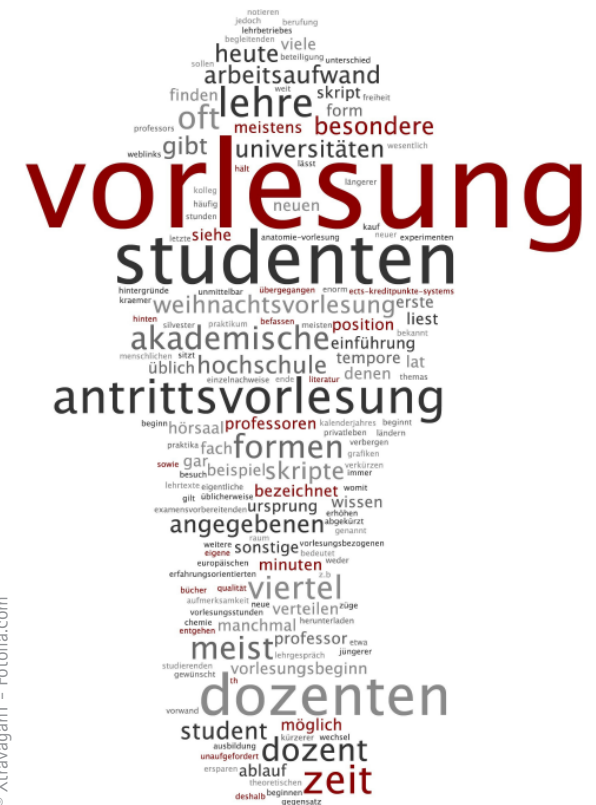 notieren
jedoch berufung
lehrbetriebes
begleitenden viele
heute beteiligung unterschied
sollen
arbeitsaufwand
weit
finden lehre skript freiheit
oft form
professors meistens besondere
gibt universitäten wesentlich
weblinks lässt
hält
vorlesung
kolleg längerer
häufig neuen
stunden
kauf
letzte siehe anatomie-vorlesung neuer experimenten
studenten
hintergründe unmittelbar übergegangen enorm ects-kreditpunkte-systems
kraemer weihnachtsvorlesung erste
hinten silvester praktikum befassen meisten position liest
akademische einführung bekannt
menschlichen sitzt tempore lat
üblich hochschule denen themas
einzelnachweise ende literatur
antrittsvorlesung
beginn hörsaal professoren kalenderjahres beginnt
privatleben ländern
praktika fach formen verbergen
grafiken
sowie gar beispiel skripte verkürzen
besuch immer
lehrtexte eigentliche bezeichnet womit
gilt üblicherweise ursprung wissen
examensvorbereitenden erhöhen
angegebenen abgekürzt
genannt
raum
weitere sonstige vorlesungsbezogenen
eigene bedeutet
europäischen minuten weder
erfahrungsorientierten z.b
bücher qualität viertel
aufmerksamkeit neue verteilen züge
vorlesungsstunden
chemie manchmal herunterladen
entgehen
meist professor etwa
lehrgespräch jüngerer
studierenden vorlesungsbeginn
gewünscht
th
dozenten
vorwand
student möglich
kürzerer wechsel
ausbildung dozent
unaufgefordert
ersparen ablauf zeit
theoretischen
deshalb beginnen
gegensatz
© Xtravagant - Fotolia.com